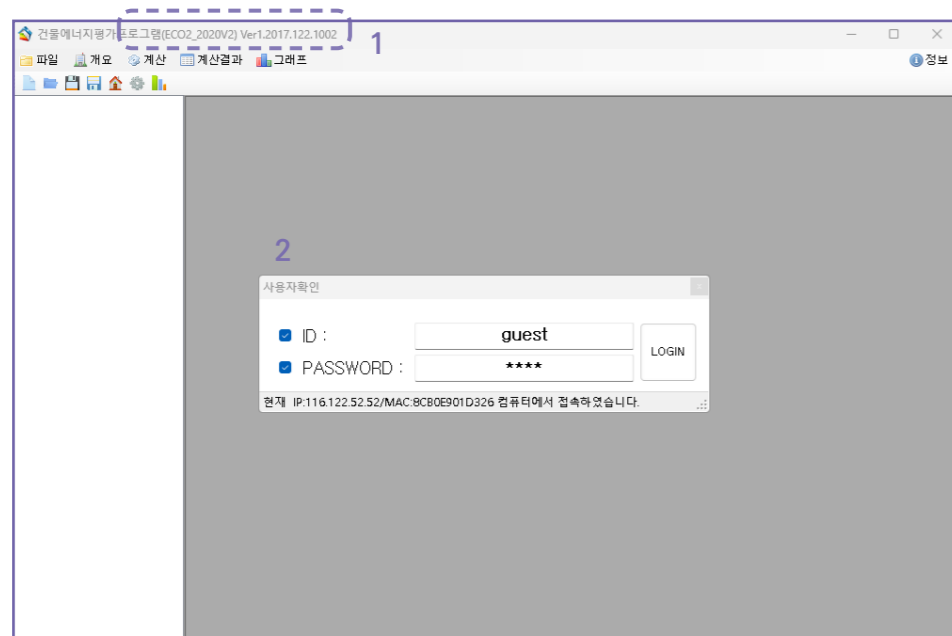 건물에너지평가프로그램(ECO2_2020V2) Ver1.2017.122.1002
1
파일 개요 계산 계산결과 그래프 정보
2
사용자확인
ID : guest
PASSWORD : ****
LOGIN
현재 IP:116.122.52.52/MAC:8CB0E901D326 컴퓨터에서 접속하였습니다.